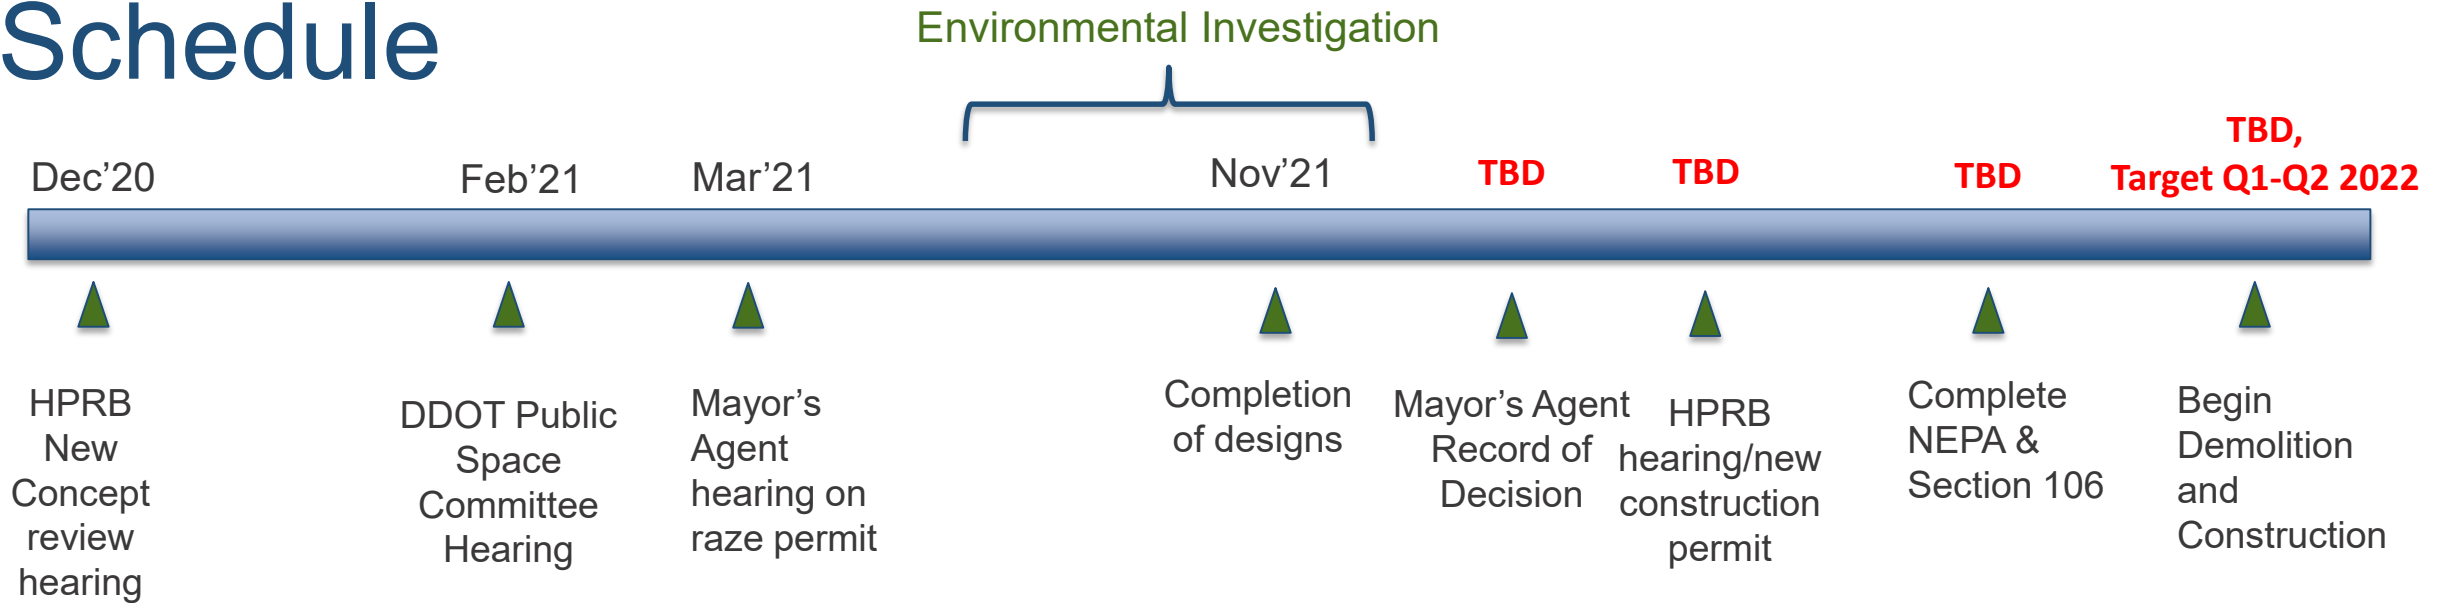 Schedule
Environmental Investigation
Dec’20
Feb’21
Mar’21
Nov’21
TBD
TBD
TBD
TBD,
Target Q1-Q2 2022
HPRB
New
Concept
review
hearing
DDOT Public
Space
Committee
Hearing
Mayor’s
Agent
hearing on
raze permit
Completion
of designs
Mayor’s Agent
Record of
Decision
HPRB
hearing/new
construction
permit
Complete
NEPA &
Section 106
Begin
Demolition
and
Construction